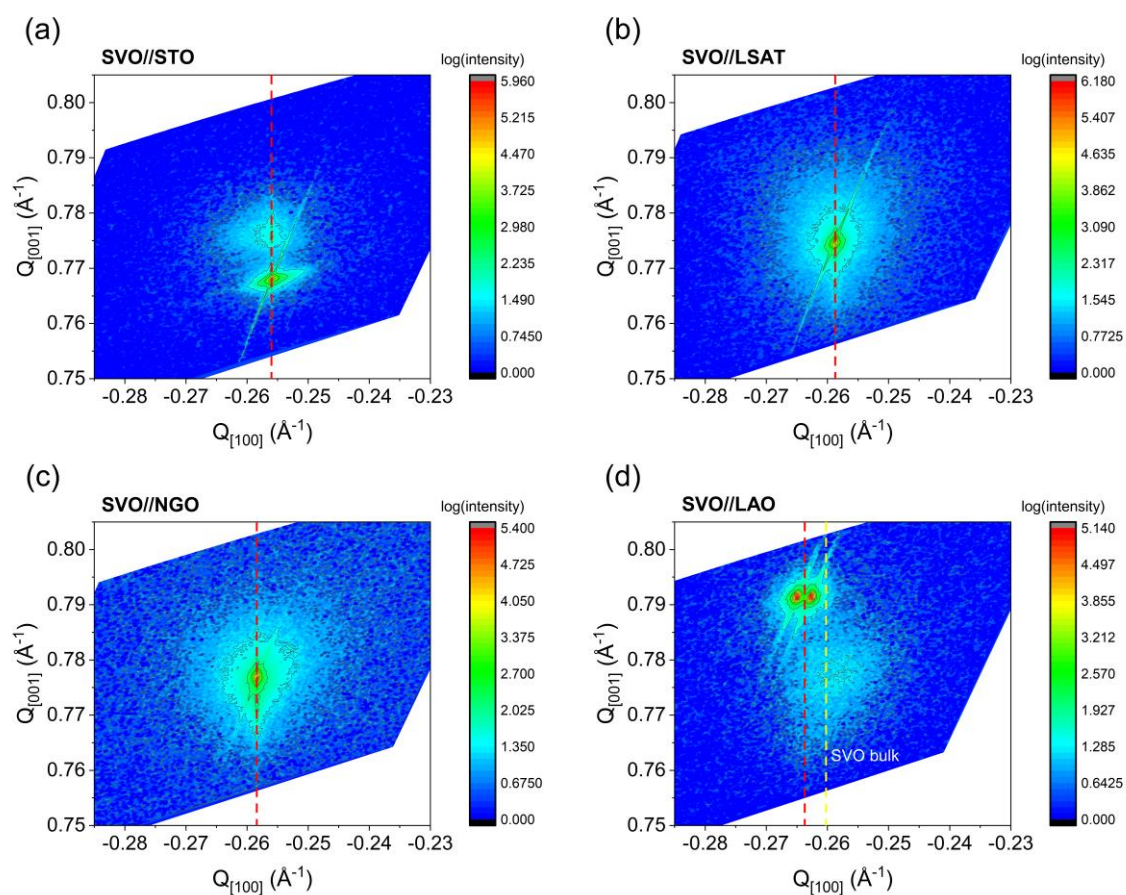 (a)
SVO//STO
log(intensity)
0.80
0.79
0.78
0.77
0.76
0.75
Q[001] (Å-1)
-0.28 -0.27 -0.26 -0.25 -0.24 -0.23
Q[100] (Å-1)
5.960
5.215
4.470
3.725
2.980
2.235
1.490
0.7450
0.000
(b)
SVO//LSAT
log(intensity)
0.80
0.79
0.78
0.77
0.76
0.75
Q[001] (Å-1)
-0.28 -0.27 -0.26 -0.25 -0.24 -0.23
Q[100] (Å-1)
6.180
5.407
4.635
3.862
3.090
2.317
1.545
0.7725
0.000
(c)
SVO//NGO
log(intensity)
0.80
0.79
0.78
0.77
0.76
0.75
Q[001] (Å-1)
-0.28 -0.27 -0.26 -0.25 -0.24 -0.23
Q[100] (Å-1)
5.400
4.725
4.050
3.375
2.700
2.025
1.350
0.6750
0.000
(d)
SVO//LAO
log(intensity)
0.80
0.79
0.78
0.77
0.76
0.75
Q[001] (Å-1)
SVO bulk
-0.28 -0.27 -0.26 -0.25 -0.24 -0.23
Q[100] (Å-1)
5.140
4.498
3.855
3.212
2.570
1.927
1.285
0.6425
0.000